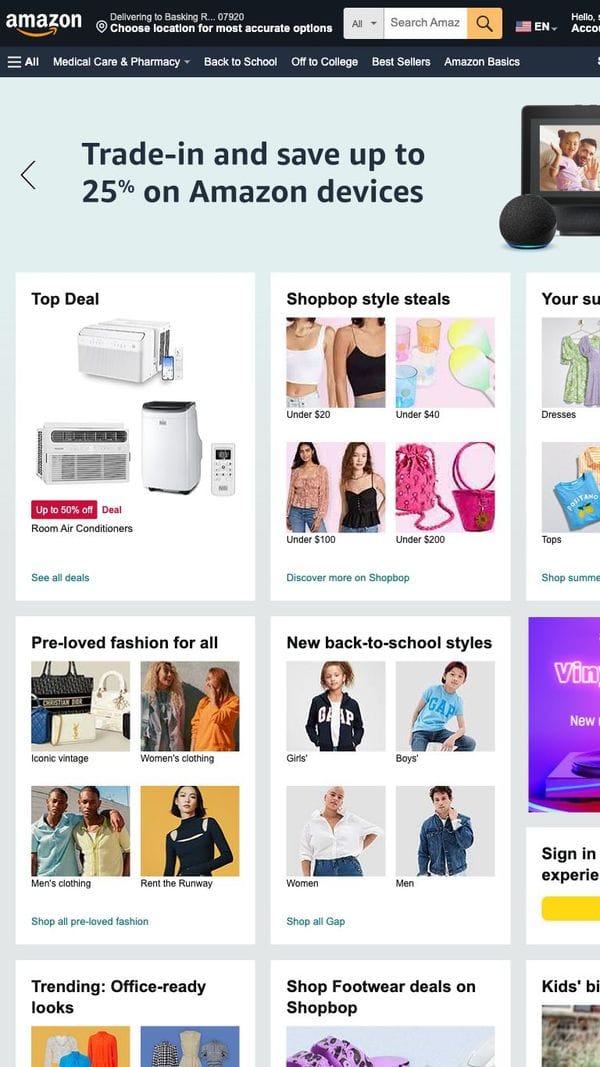 amazon
Delivering to Basking R... 07920
Choose location for most accurate options
All
Search Amaz
EN
Hello,
Accou
All
Medical Care & Pharmacy
Back to School
Off to College
Best Sellers
Amazon Basics
Trade-in and save up to
25% on Amazon devices
Top Deal
Up to 50% off
Deal
Room Air Conditioners
See all deals
Shopbop style steals
Under $20
Under $40
Under $100
Under $200
Discover more on Shopbop
Your su
Dresses
POSITANO
Tops
Shop summe
Pre-loved fashion for all
CHRISTIAN DIOR
Iconic vintage
Women's clothing
Men's clothing
Rent the Runway
Shop all pre-loved fashion
New back-to-school styles
GAP
GAP
Girls'
Boys'
Women
Men
Shop all Gap
Viny
New
Sign in
experie
Trending: Office-ready
looks
Shop Footwear deals on
Shopbop
Kids' bi